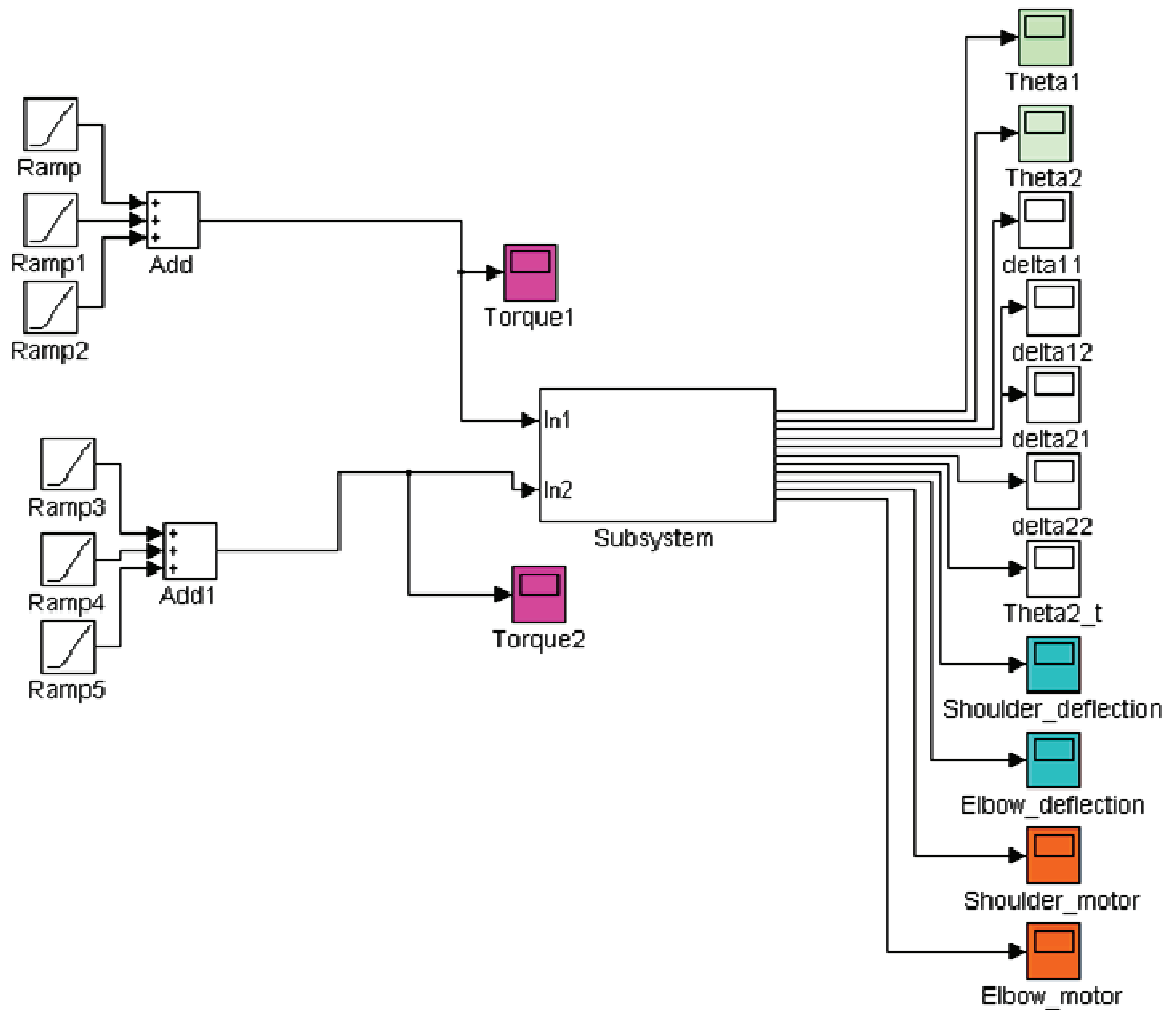 Ramp
Ramp1
Ramp2
+
+
+
Add
Torque1
Ramp3
Ramp4
Ramp5
+
+
+
Add1
Torque2
In1
In2
Subsystem
Theta1
Theta2
delta11
delta12
delta21
delta22
Theta2_t
Shoulder_deflection
Elbow_deflection
Shoulder_motor
Elbow_motor